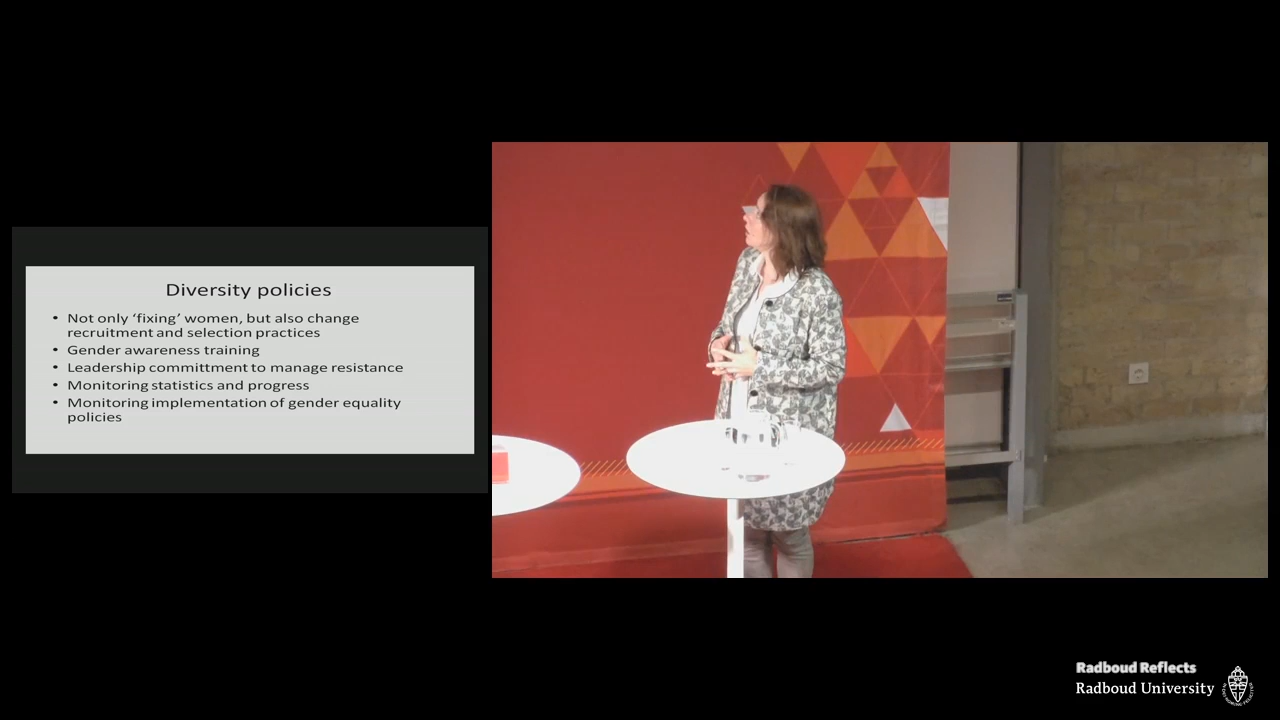 Diversity policies
• Not only ‘fixing’ women, but also change
recruitment and selection practices
• Gender awareness training
• Leadership committment to manage resistance
• Monitoring statistics and progress
• Monitoring implementation of gender equality
policies
Radboud Reflects
Radboud University